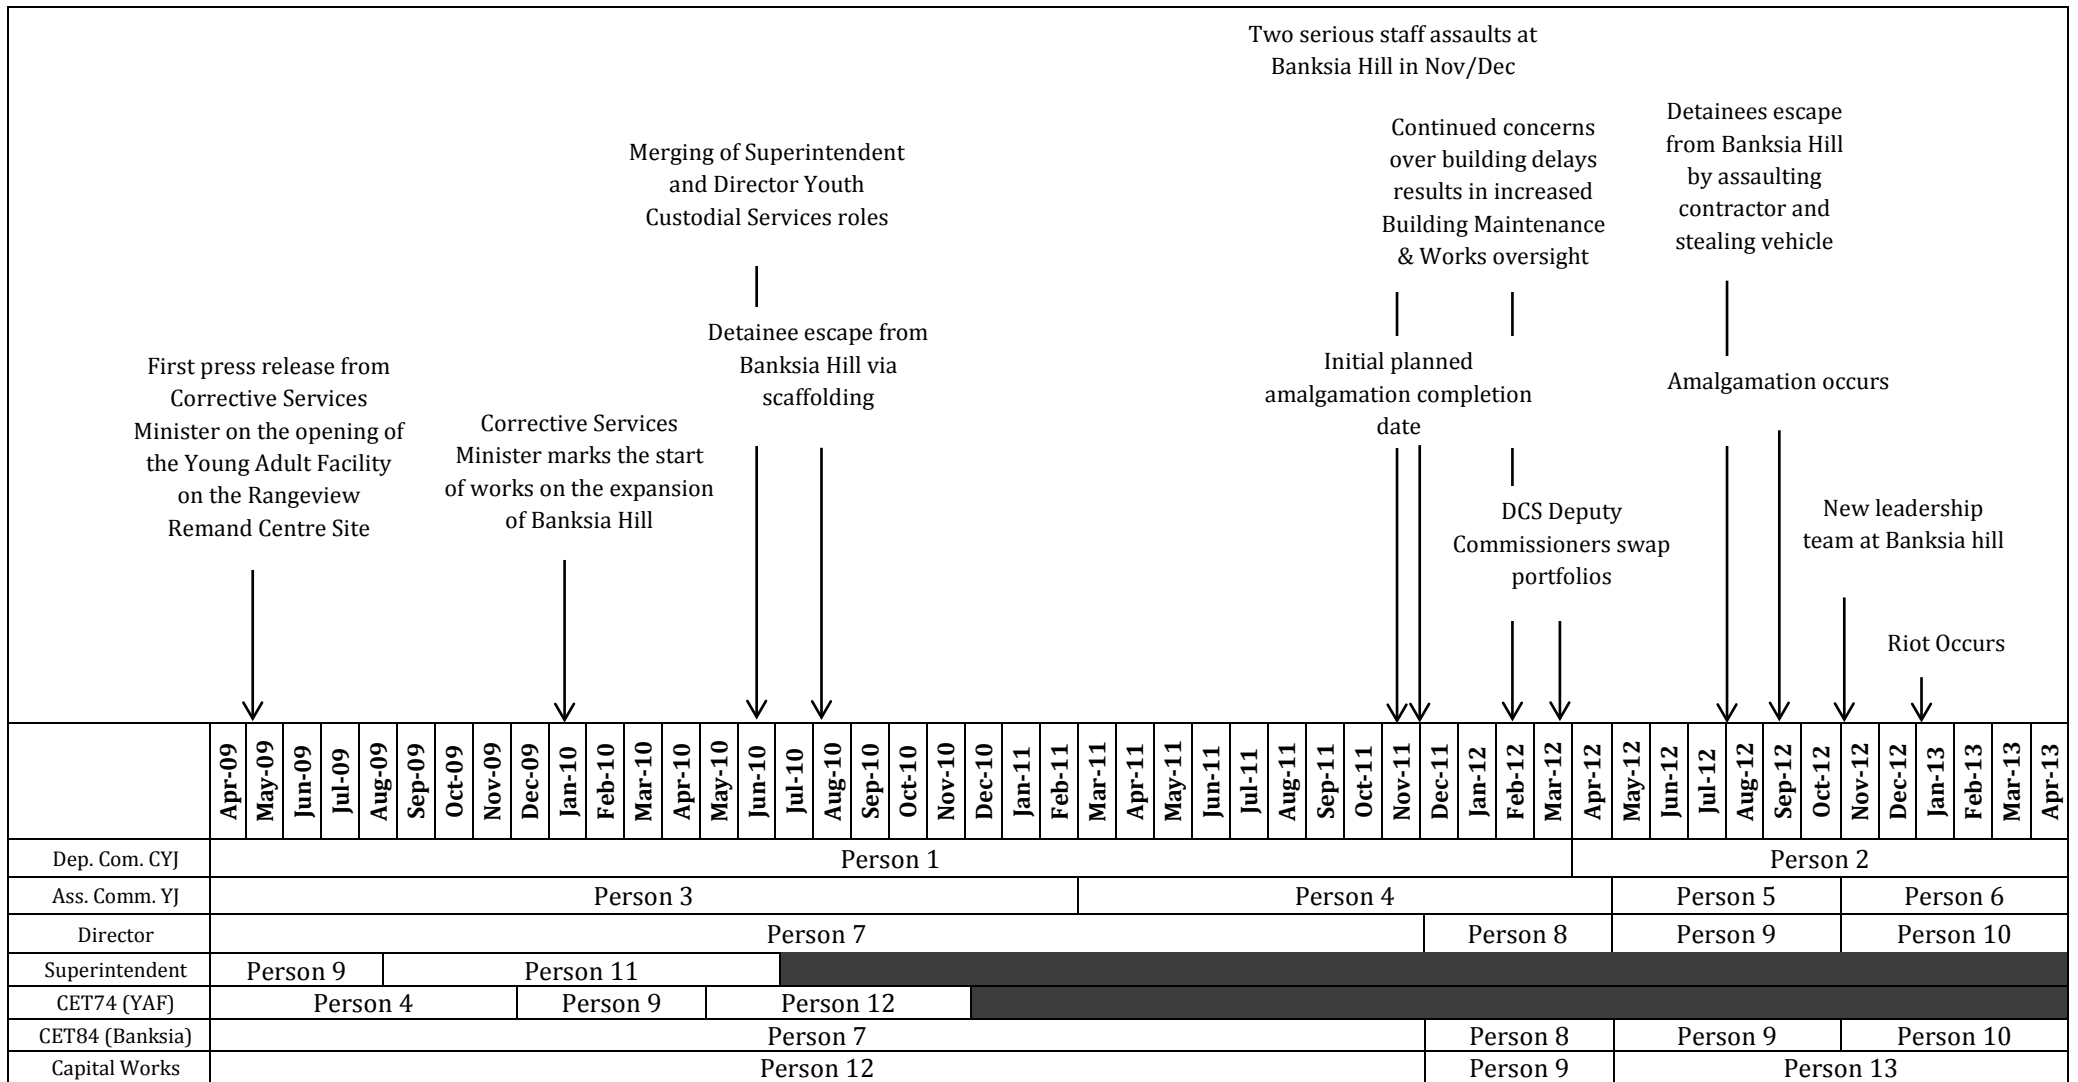 Two serious staff assaults at
Banksia Hill in Nov/Dec
Detainees escape
from Banksia Hill
by assaulting
contractor and
stealing vehicle
Continued concerns
over building delays
results in increased
Building Maintenance
& Works oversight
Merging of Superintendent
and Director Youth
Custodial Services roles
Detainee escape from
Banksia Hill via
scaffolding
Initial planned
amalgamation completion
date
Amalgamation occurs
First press release from
Corrective Services
Minister on the opening of
the Young Adult Facility
on the Rangeview
Remand Centre Site
Corrective Services
Minister marks the start
of works on the expansion
of Banksia Hill
DCS Deputy
Commissioners swap
portfolios
New leadership
team at Banksia hill
Riot Occurs
Apr-09
May-09
Jun-09
Jul-09
Aug-09
Sep-09
Oct-09
Nov-09
Dec-09
Jan-10
Feb-10
Mar-10
Apr-10
May-10
Jun-10
Jul-10
Aug-10
Sep-10
Oct-10
Nov-10
Dec-10
Jan-11
Feb-11
Mar-11
Apr-11
May-11
Jun-11
Jul-11
Aug-11
Sep-11
Oct-11
Nov-11
Dec-11
Jan-12
Feb-12
Mar-12
Apr-12
May-12
Jun-12
Jul-12
Aug-12
Sep-12
Oct-12
Nov-12
Dec-12
Jan-13
Feb-13
Mar-13
Apr-13
Dep. Com. CYJ Person 1 Person 2
Ass. Comm. YJ Person 3 Person 4 Person 5 Person 6
Director Person 7 Person 8 Person 9 Person 10
Superintendent Person 9 Person 11
CET74 (YAF) Person 4 Person 9 Person 12
CET84 (Banksia) Person 7 Person 8 Person 9 Person 10
Capital Works Person 12 Person 9 Person 13